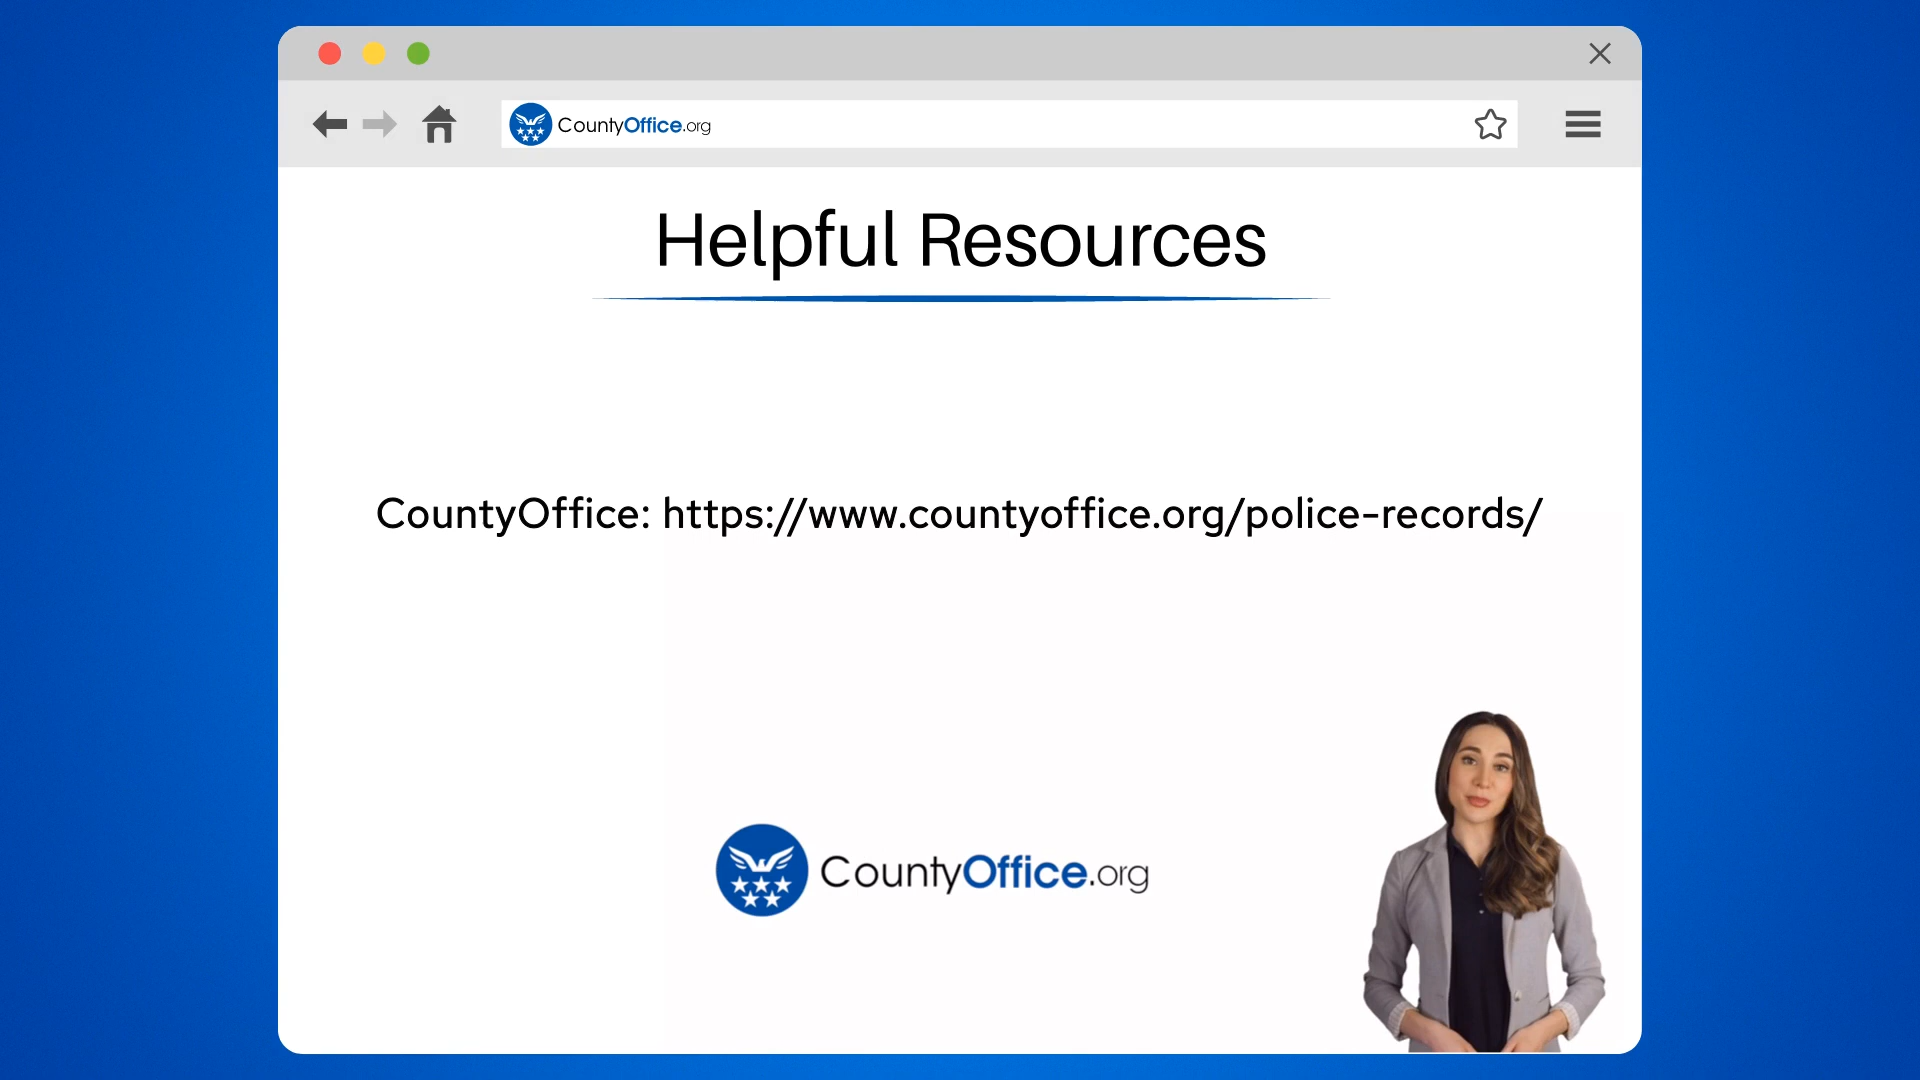 CountyOffice.org
Helpful Resources
CountyOffice: https://www.countyoffice.org/police-records/
CountyOffice.org